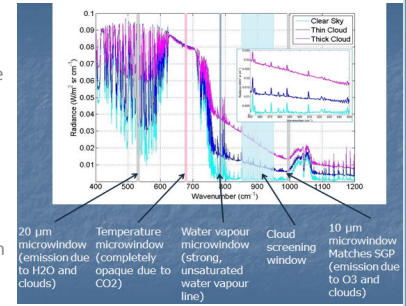 0.1
0.09
0.08
0.07
0.06
0.05
0.04
0.03
0.02
0.01
Radiance (W/m² sr cm⁻¹)
Clear Sky
Thin Cloud
Thick Cloud
400 500 600 700 800 900 1000 1100 1200
Wavenumber (cm⁻¹)
20 µm
microwindow
(emission due
to H2O and
clouds)
Temperature
microwindow
(completely
opaque due to
CO2)
Water vapour
microwindow
(strong,
unsaturated
water vapour
line)
Cloud
screening
window
10 µm
microwindow
Matches SGP
(emission due
to O3 and
clouds)